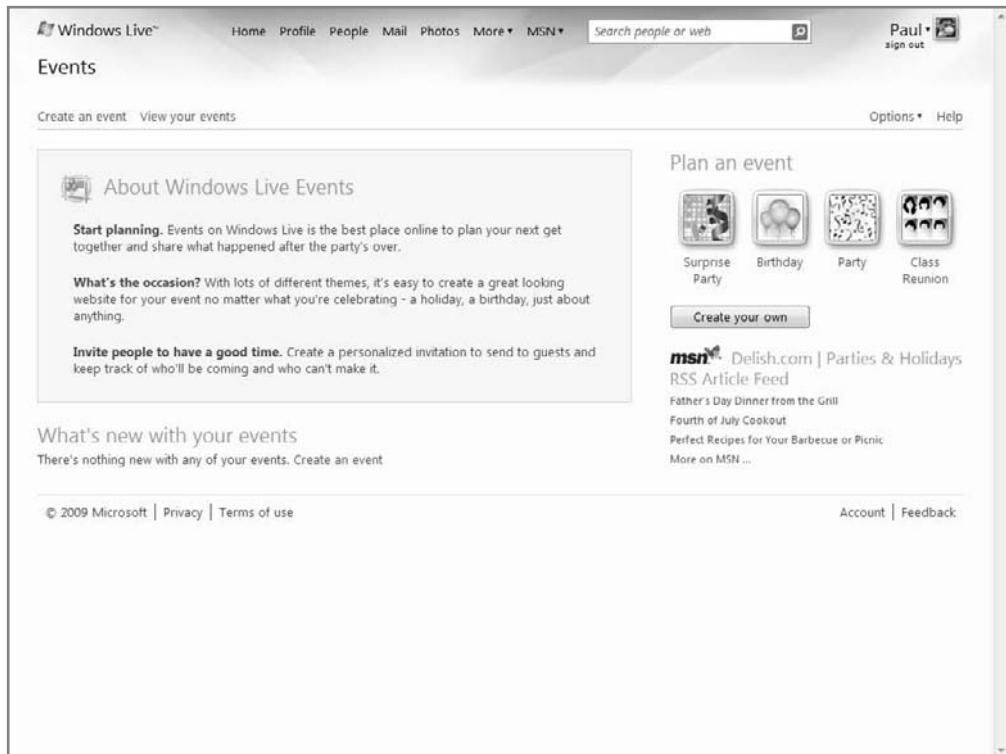 Windows Live™ Home Profile People Mail Photos More MSN Search people or web Paul
sign out
Events
Create an event View your events Options Help
About Windows Live Events
Start planning. Events on Windows Live is the best place online to plan your next get
together and share what happened after the party's over.
What's the occasion? With lots of different themes, it's easy to create a great looking
website for your event no matter what you're celebrating - a holiday, a birthday, just about
anything.
Invite people to have a good time. Create a personalized invitation to send to guests and
keep track of who'll be coming and who can't make it.
What's new with your events
There's nothing new with any of your events. Create an event
Plan an event
Surprise Birthday Party Class
Party Reunion
Create your own
msn Delish.com | Parties & Holidays
RSS Article Feed
Father's Day Dinner from the Grill
Fourth of July Cookout
Perfect Recipes for Your Barbecue or Picnic
More on MSN ...
© 2009 Microsoft | Privacy | Terms of use Account | Feedback